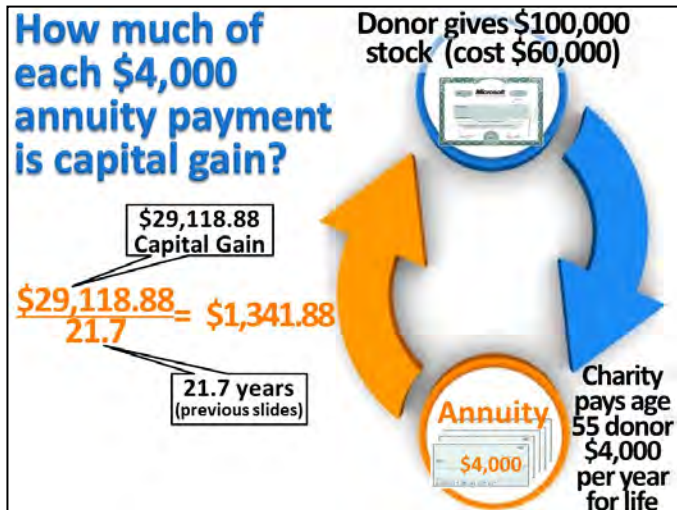 How much of
each $4,000
annuity payment
is capital gain?
Donor gives $100,000
stock (cost $60,000)
Microsoft
$29,118.88
Capital Gain
$29,118.88
21.7
= $1,341.88
21.7 years
(previous slides)
Annuity
$4,000
Charity
pays age
55 donor
$4,000
per year
for life